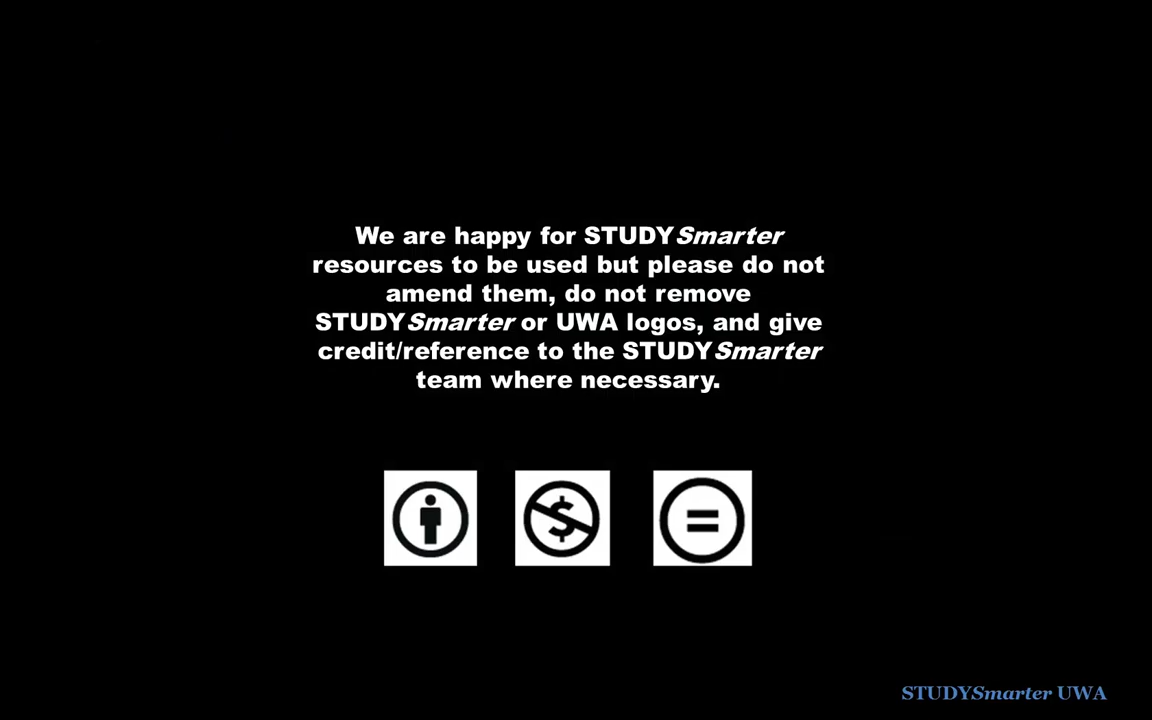 We are happy for STUDYSmarter
resources to be used but please do not
amend them, do not remove
STUDYSmarter or UWA logos, and give
credit/reference to the STUDYSmarter
team where necessary.
STUDYSmarter UWA